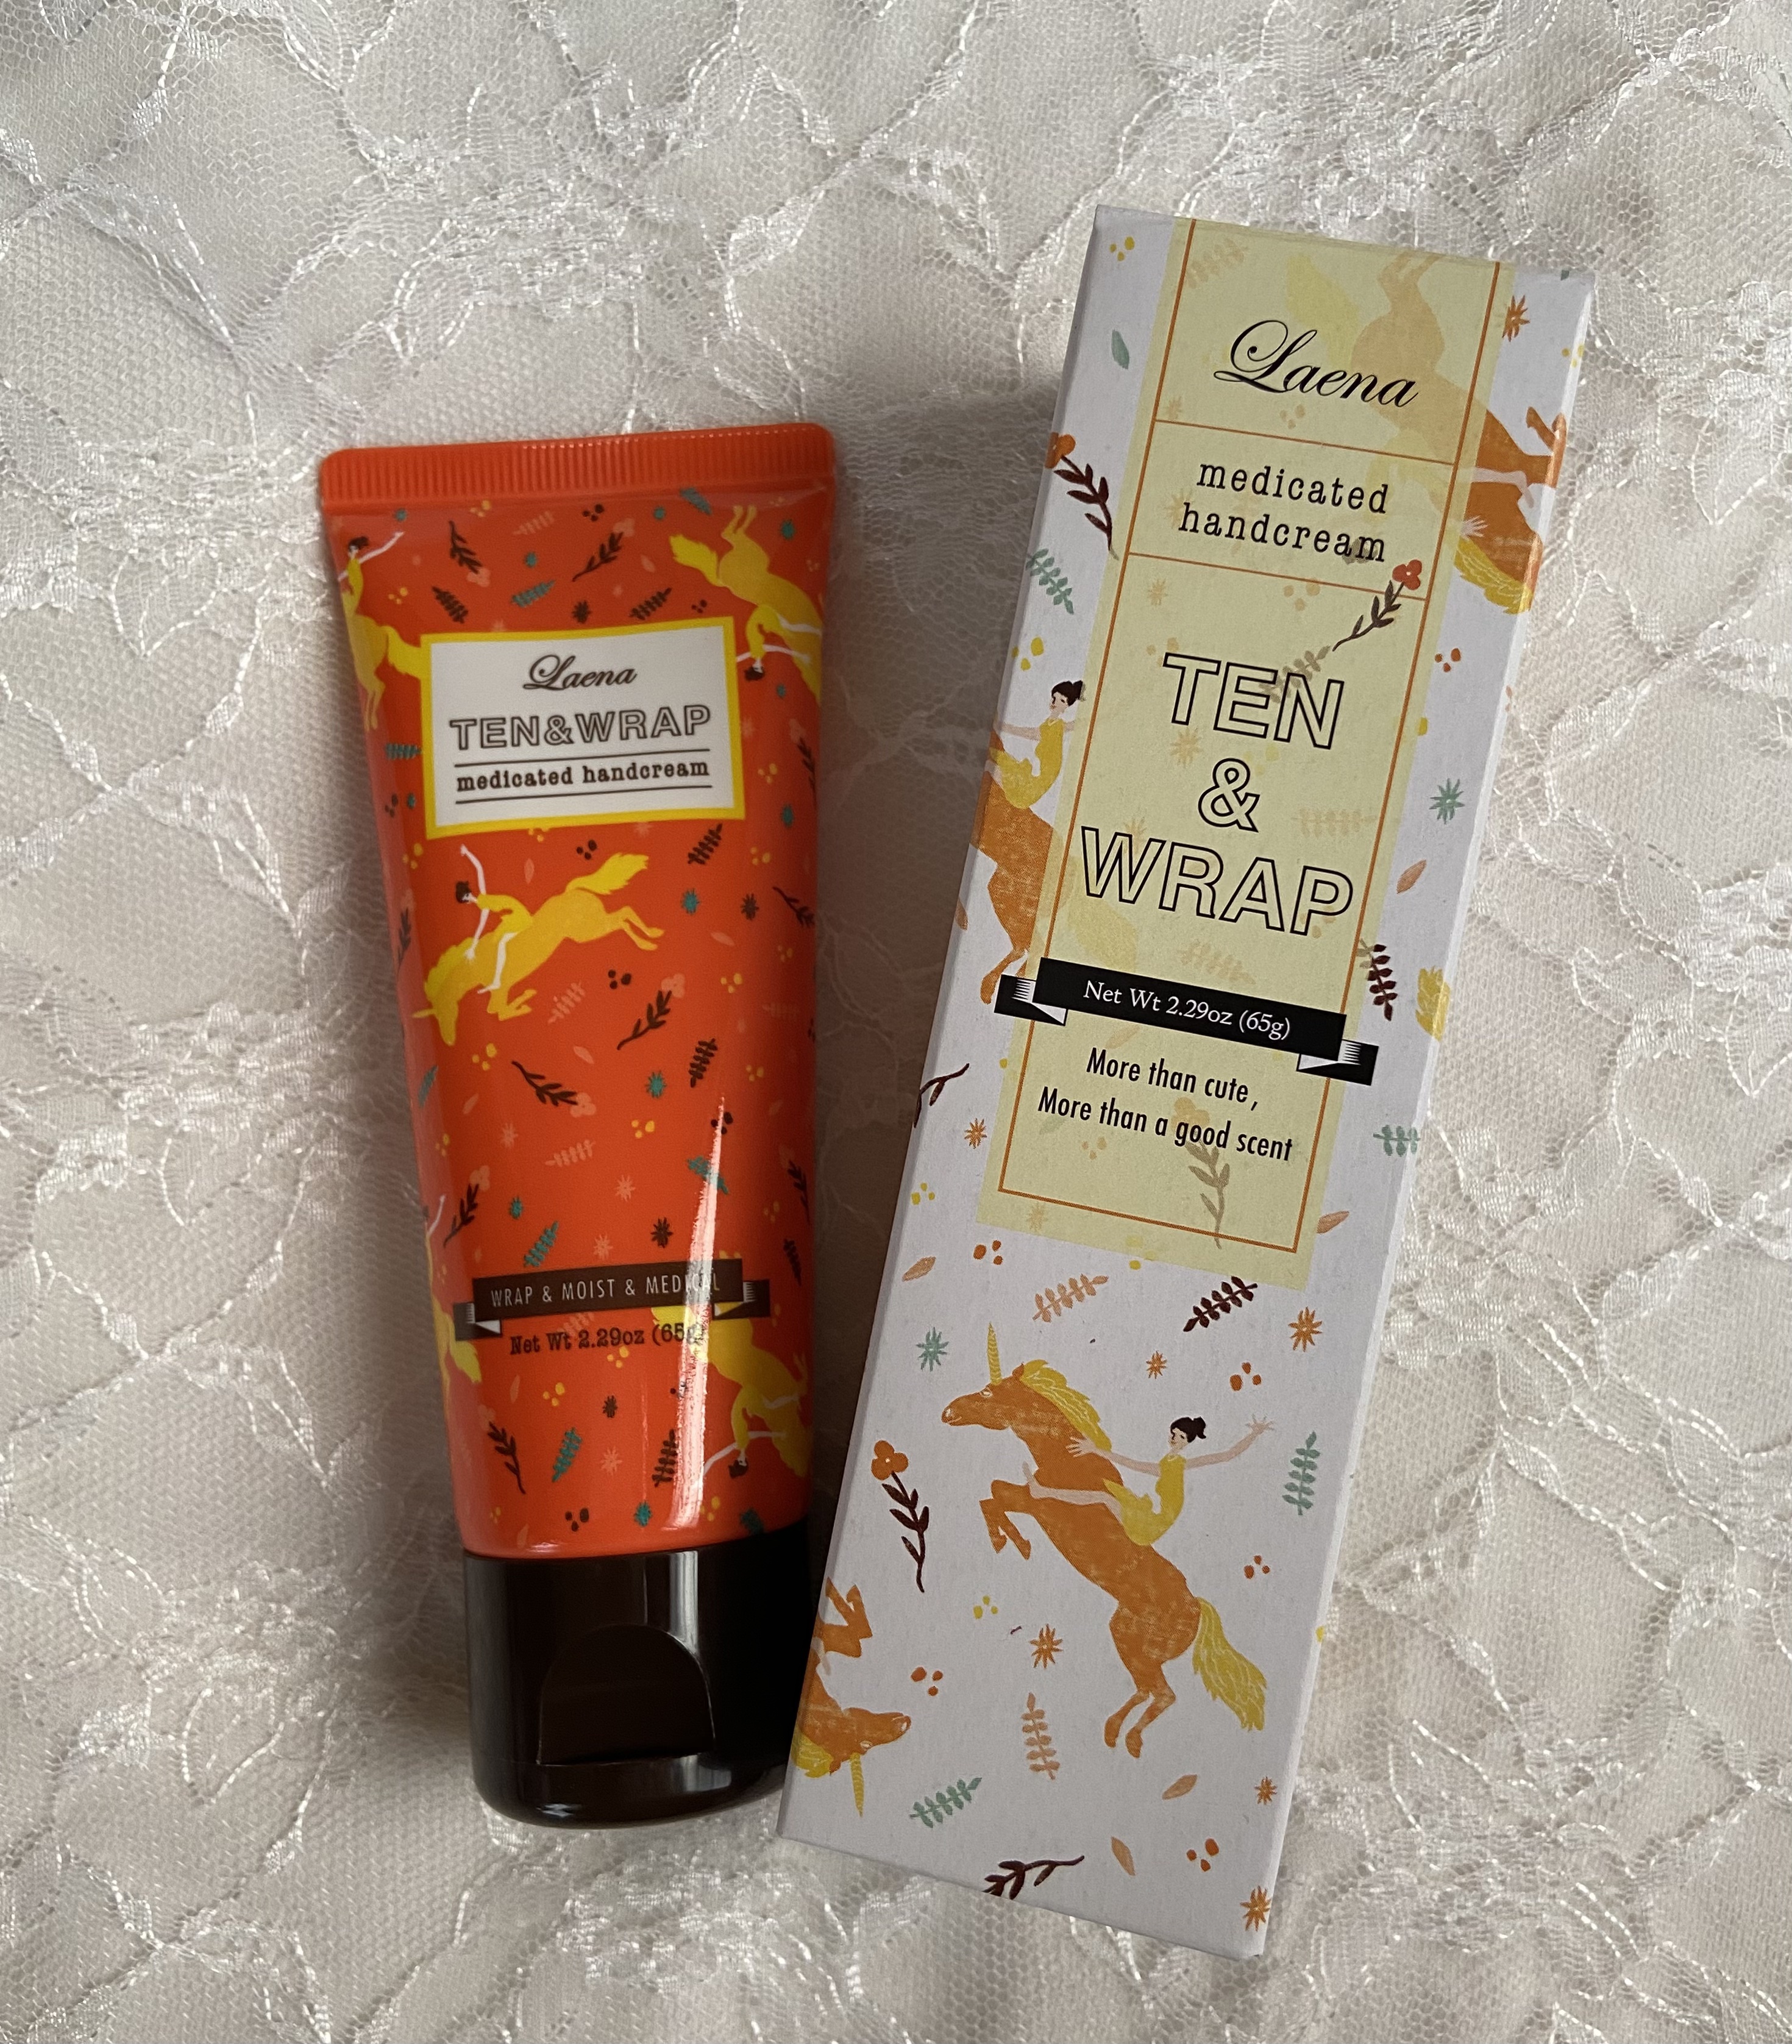 Laena
TEN&WRAP
medicated handcream
WRAP & MOIST & MEDICAL
Net Wt 2.29oz (65g)
Laena
medicated
handcream
TEN
&
WRAP
Net Wt 2.29oz (65g)
More than cute,
More than a good scent